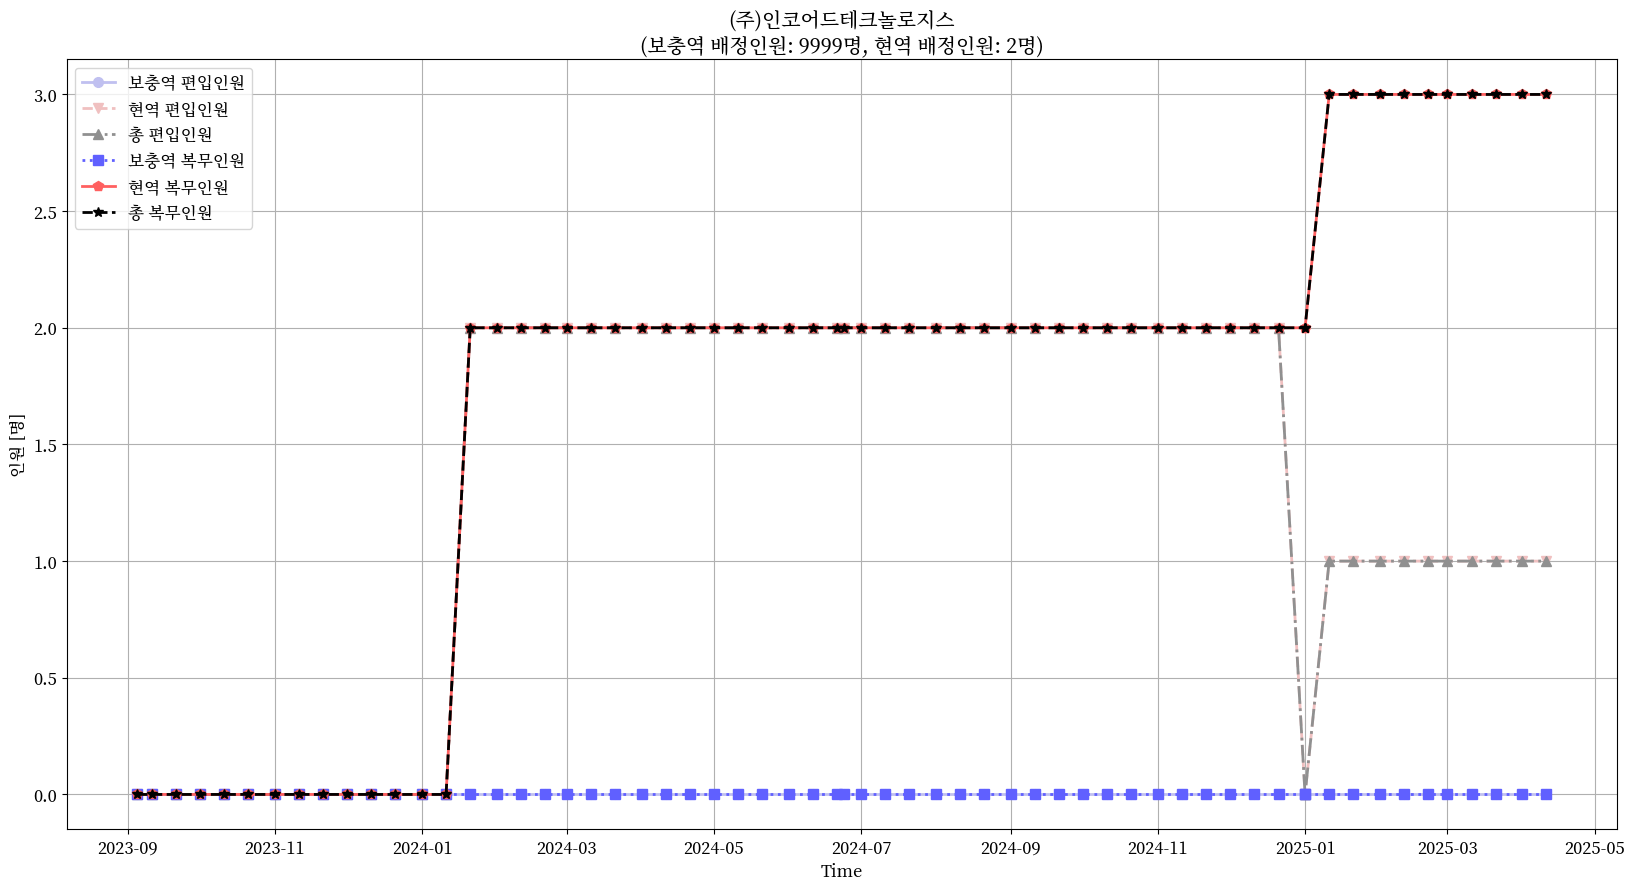 (주)인코어드테크놀로지스
(보충역 배정인원: 9999명, 현역 배정인원: 2명)
보충역 편입인원
현역 편입인원
총 편입인원
보충역 복무인원
현역 복무인원
총 복무인원
인원 [명]
3.0
2.5
2.0
1.5
1.0
0.5
0.0
2023-09
2023-11
2024-01
2024-03
2024-05
2024-07
2024-09
2024-11
2025-01
2025-03
2025-05
Time